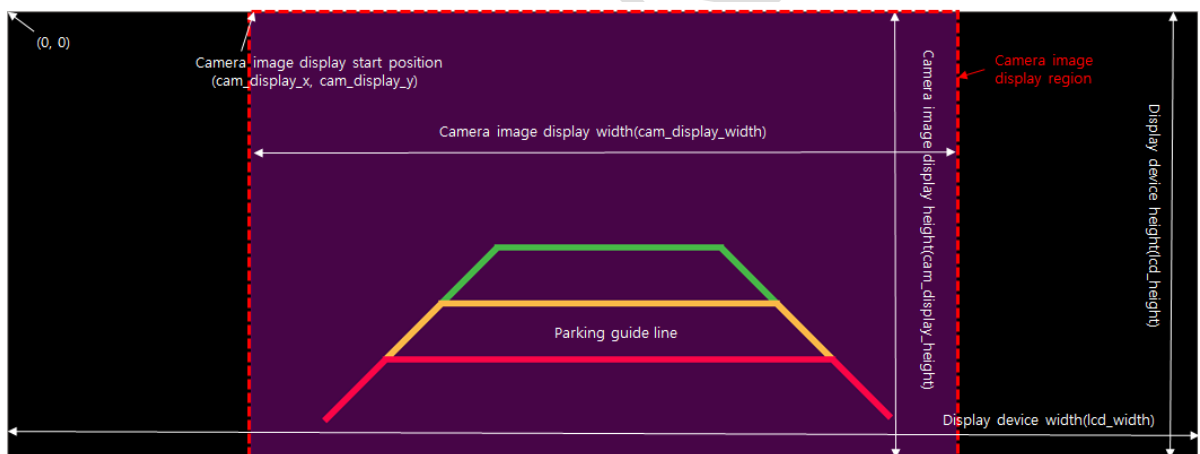 (0, 0)
Camera image display start position
(cam_display_x, cam_display_y)
Camera image
display region
Camera image display width(cam_display_width)
Camera image display height(cam_display_height)
Display device height(lcd_height)
Parking guide line
Display device width(lcd_width)